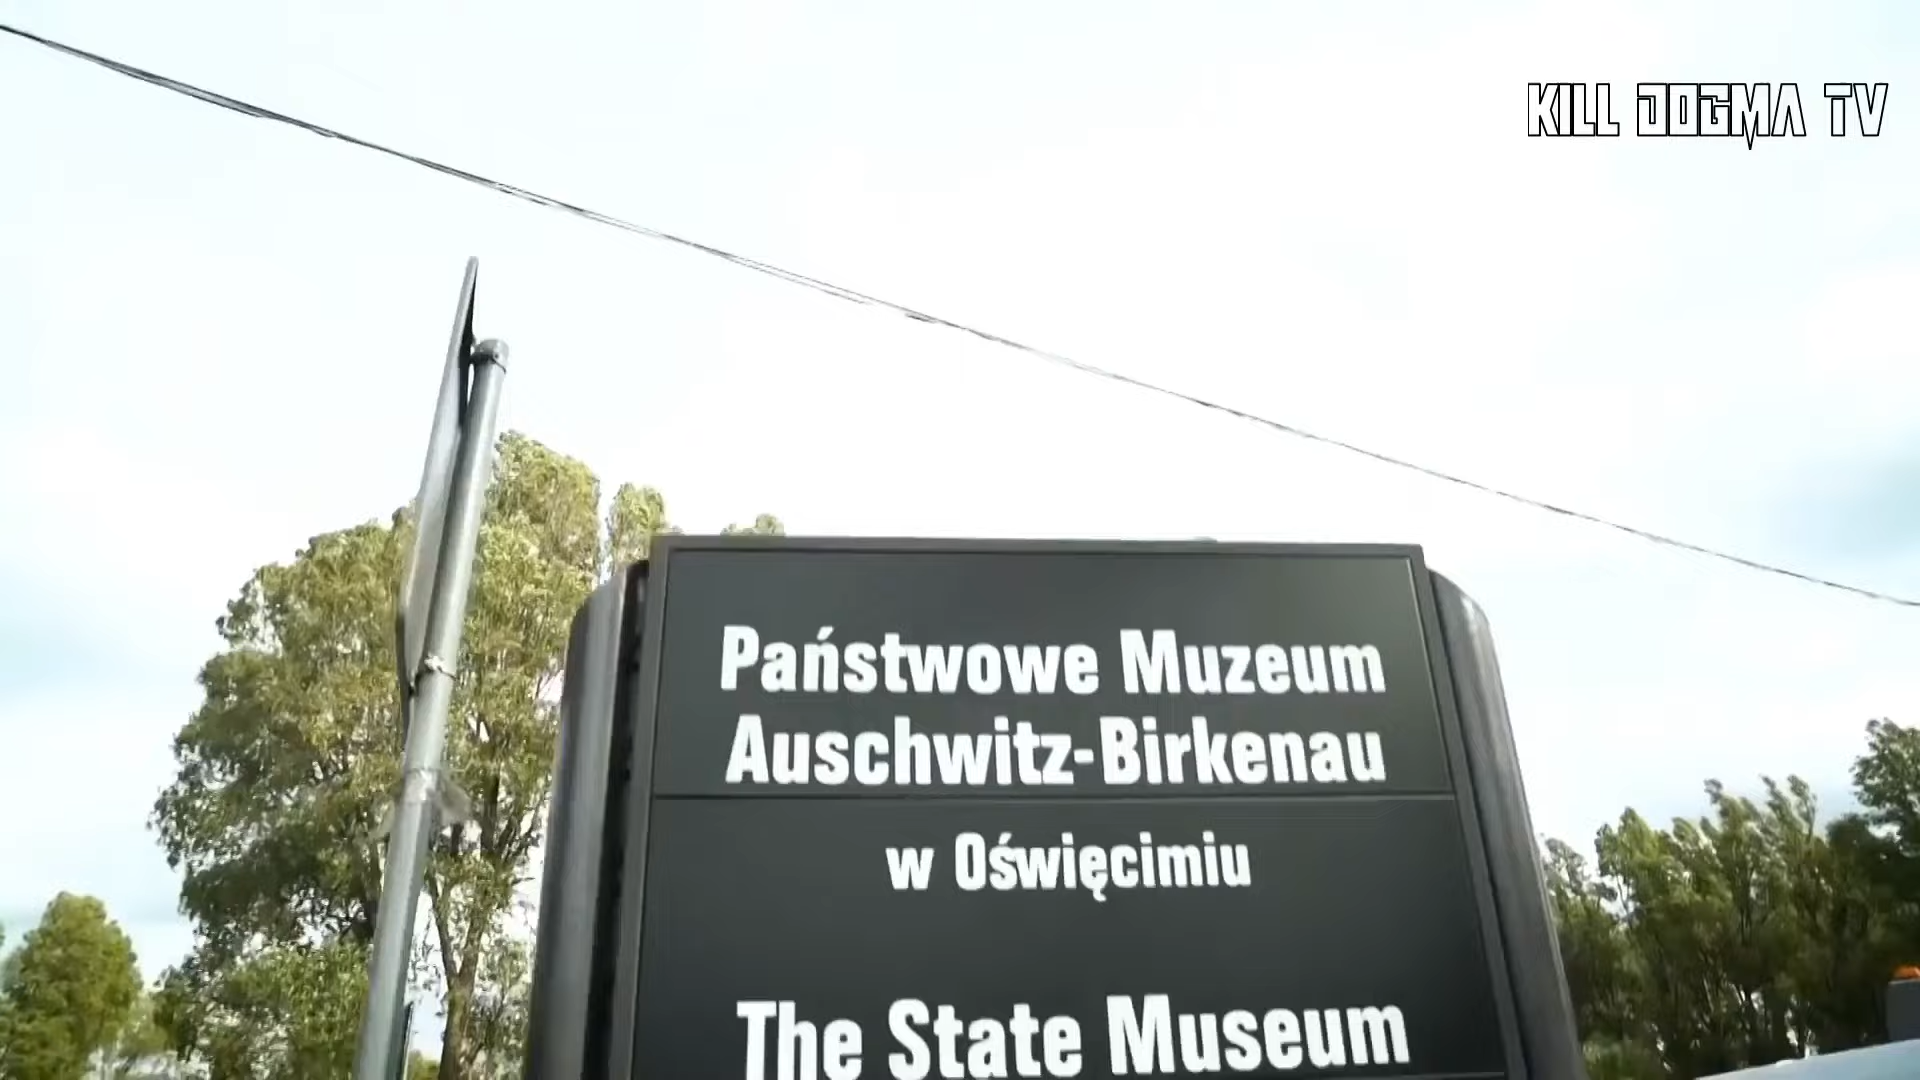 KILL DOGMA TV
Państwowe Muzeum
Auschwitz-Birkenau
w Oświęcimiu
The State Museum